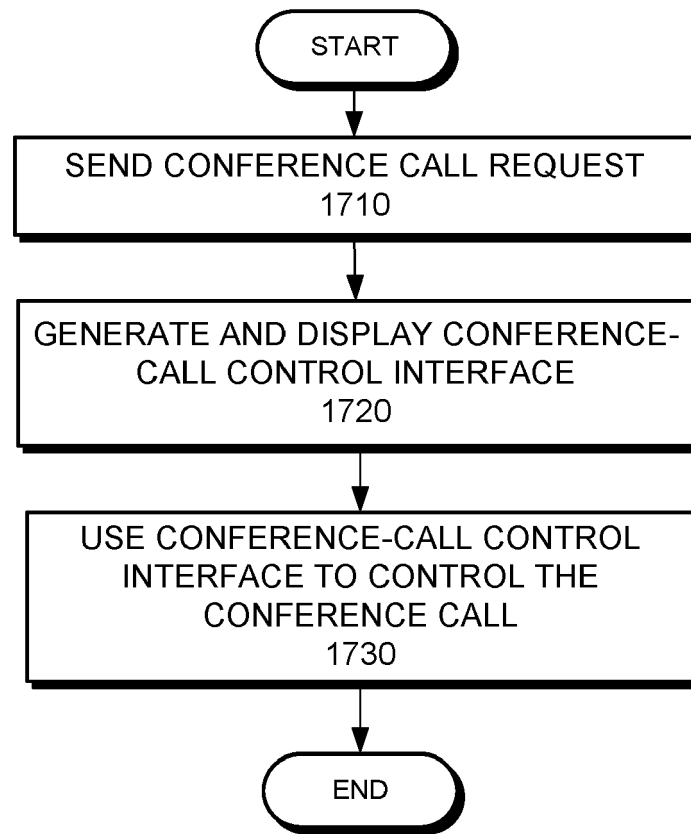 START
SEND CONFERENCE CALL REQUEST
1710
GENERATE AND DISPLAY CONFERENCE-
CALL CONTROL INTERFACE
1720
USE CONFERENCE-CALL CONTROL
INTERFACE TO CONTROL THE
CONFERENCE CALL
1730
END